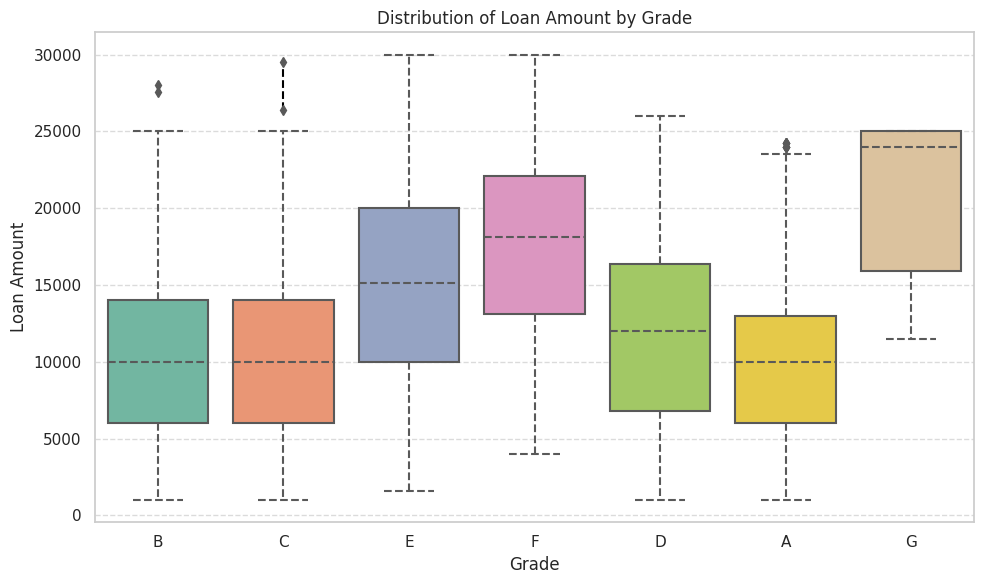 Distribution of Loan Amount by Grade
Loan Amount
30000
25000
20000
15000
10000
5000
0
B C E F D A G
Grade